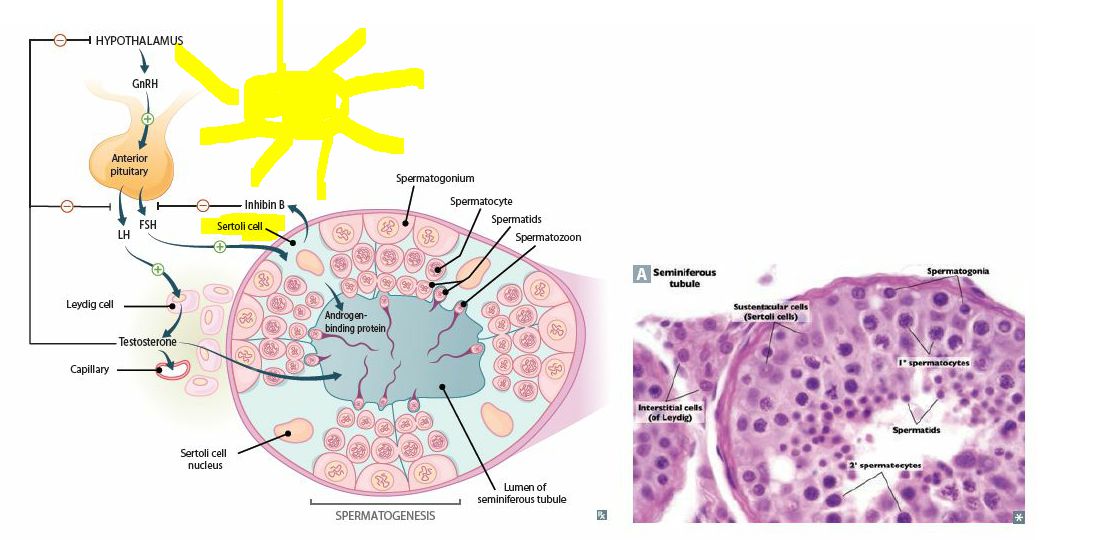 HYPOTHALAMUS
GnRH
Anterior
pituitary
Inhibin B
Sertoli cell
LH
FSH
Leydig cell
Testosterone
Capillary
Spermatogonium
Spermatocyte
Spermatids
Spermatozoon
Androgen-
binding protein
Sertoli cell
nucleus
Lumen of
seminiferous tubule
SPERMATOGENESIS
A Seminiferous
tubule
Spermatogonia
Sustentacular cells
(Sertoli cells)
1° spermatocytes
Interstitial cells
(of Leydig)
Spermatids
2° spermatocytes